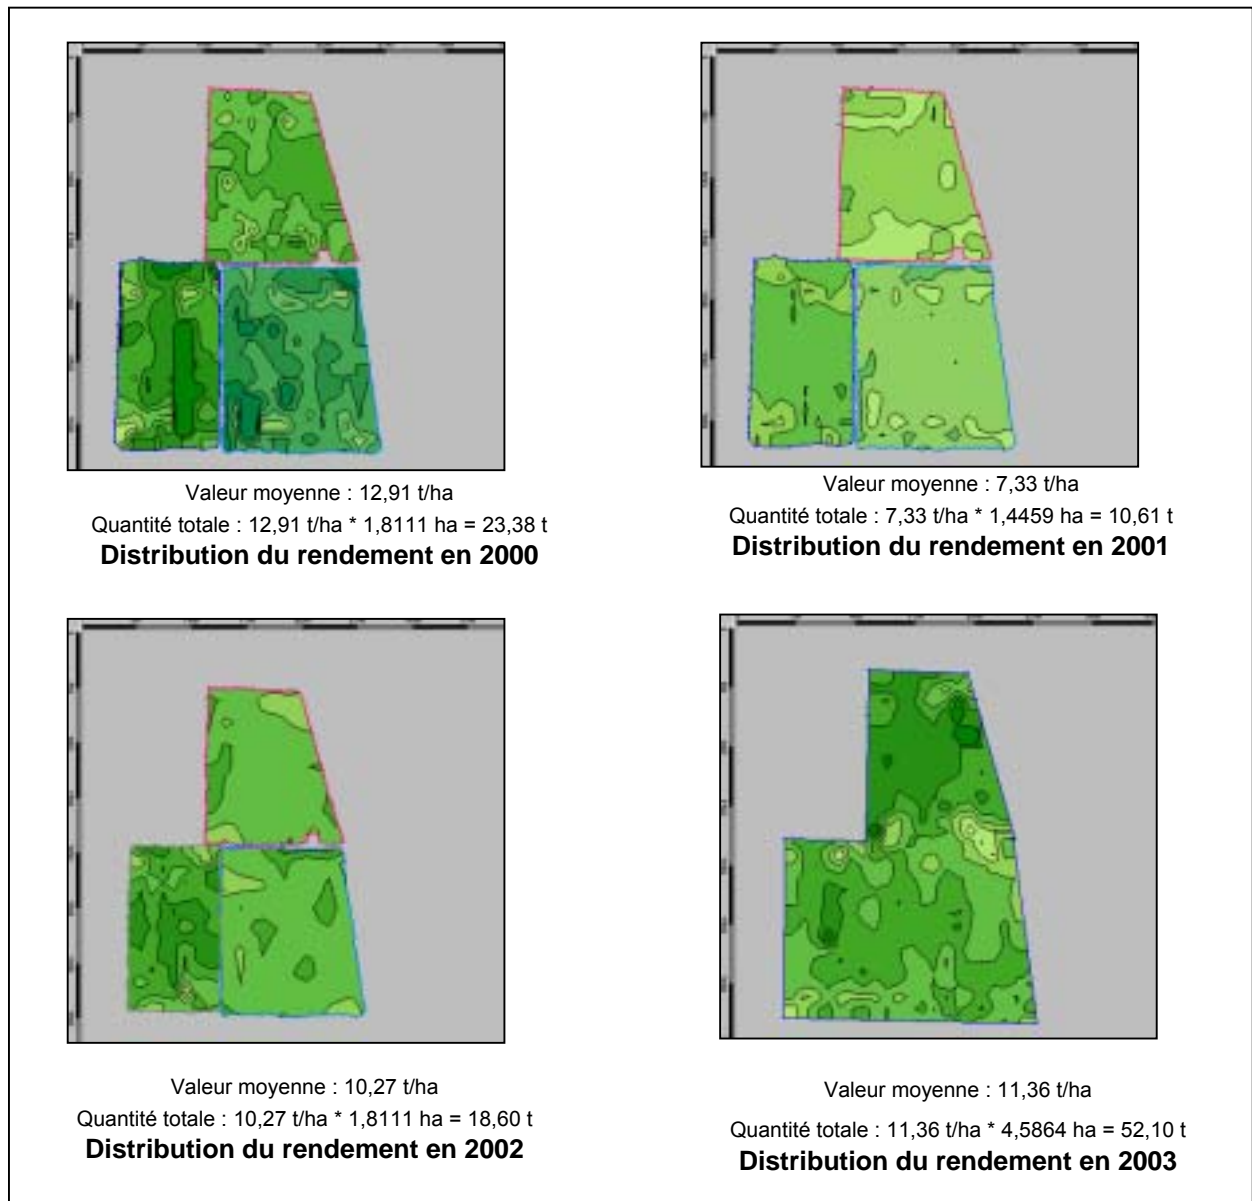 Valeur moyenne : 12,91 t/ha
Quantité totale : 12,91 t/ha * 1,8111 ha = 23,38 t
Distribution du rendement en 2000
Valeur moyenne : 7,33 t/ha
Quantité totale : 7,33 t/ha * 1,4459 ha = 10,61 t
Distribution du rendement en 2001
Valeur moyenne : 10,27 t/ha
Quantité totale : 10,27 t/ha * 1,8111 ha = 18,60 t
Distribution du rendement en 2002
Valeur moyenne : 11,36 t/ha
Quantité totale : 11,36 t/ha * 4,5864 ha = 52,10 t
Distribution du rendement en 2003